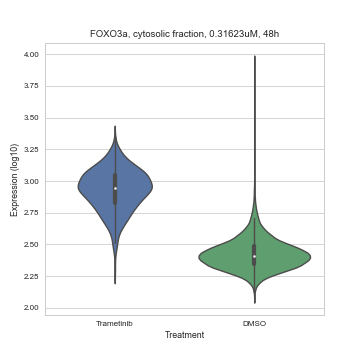 FOXO3a, cytosolic fraction, 0.31623uM, 48h
4.00
3.75
3.50
3.25
3.00
2.75
2.50
2.25
2.00
Expression (log10)
Trametinib DMSO
Treatment